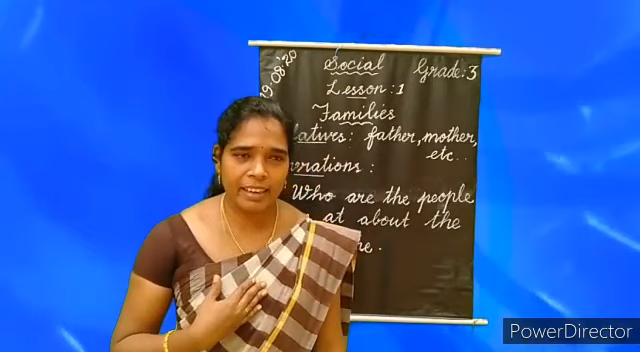 19·08·20
Social
Grade:3
Lesson:1
Families
father, mother,
etc..
Who are the people
at about the
PowerDirector